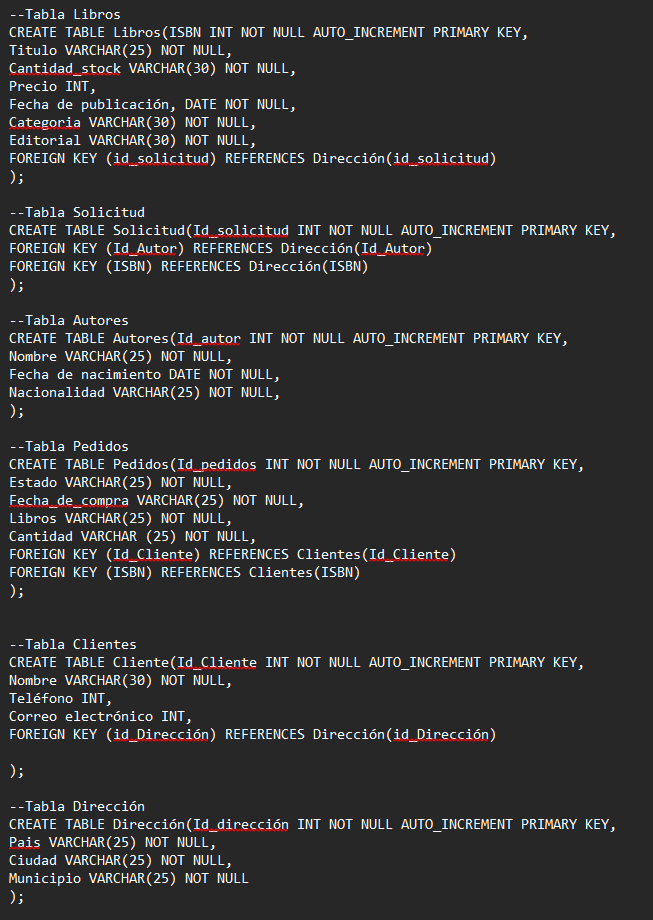 --Tabla Libros
CREATE TABLE Libros(ISBN INT NOT NULL AUTO_INCREMENT PRIMARY KEY,
Titulo VARCHAR(25) NOT NULL,
Cantidad_stock VARCHAR(30) NOT NULL,
Precio INT,
Fecha de publicación, DATE NOT NULL,
Categoria VARCHAR(30) NOT NULL,
Editorial VARCHAR(30) NOT NULL,
FOREIGN KEY (id_solicitud) REFERENCES Dirección(id_solicitud)
);
--Tabla Solicitud
CREATE TABLE Solicitud(Id_solicitud INT NOT NULL AUTO_INCREMENT PRIMARY KEY,
FOREIGN KEY (Id_Autor) REFERENCES Dirección(Id_Autor)
FOREIGN KEY (ISBN) REFERENCES Dirección(ISBN)
);
--Tabla Autores
CREATE TABLE Autores(Id_autor INT NOT NULL AUTO_INCREMENT PRIMARY KEY,
Nombre VARCHAR(25) NOT NULL,
Fecha de nacimiento DATE NOT NULL,
Nacionalidad VARCHAR(25) NOT NULL,
);
--Tabla Pedidos
CREATE TABLE Pedidos(Id_pedidos INT NOT NULL AUTO_INCREMENT PRIMARY KEY,
Estado VARCHAR(25) NOT NULL,
Fecha_de_compra VARCHAR(25) NOT NULL,
Libros VARCHAR(25) NOT NULL,
Cantidad VARCHAR (25) NOT NULL,
FOREIGN KEY (Id_Cliente) REFERENCES Clientes(Id_Cliente)
FOREIGN KEY (ISBN) REFERENCES Clientes(ISBN)
);
--Tabla Clientes
CREATE TABLE Cliente(Id_Cliente INT NOT NULL AUTO_INCREMENT PRIMARY KEY,
Nombre VARCHAR(30) NOT NULL,
Teléfono INT,
Correo electrónico INT,
FOREIGN KEY (id_Dirección) REFERENCES Dirección(id_Dirección)
);
--Tabla Dirección
CREATE TABLE Dirección(Id_dirección INT NOT NULL AUTO_INCREMENT PRIMARY KEY,
Pais VARCHAR(25) NOT NULL,
Ciudad VARCHAR(25) NOT NULL,
Municipio VARCHAR(25) NOT NULL
);